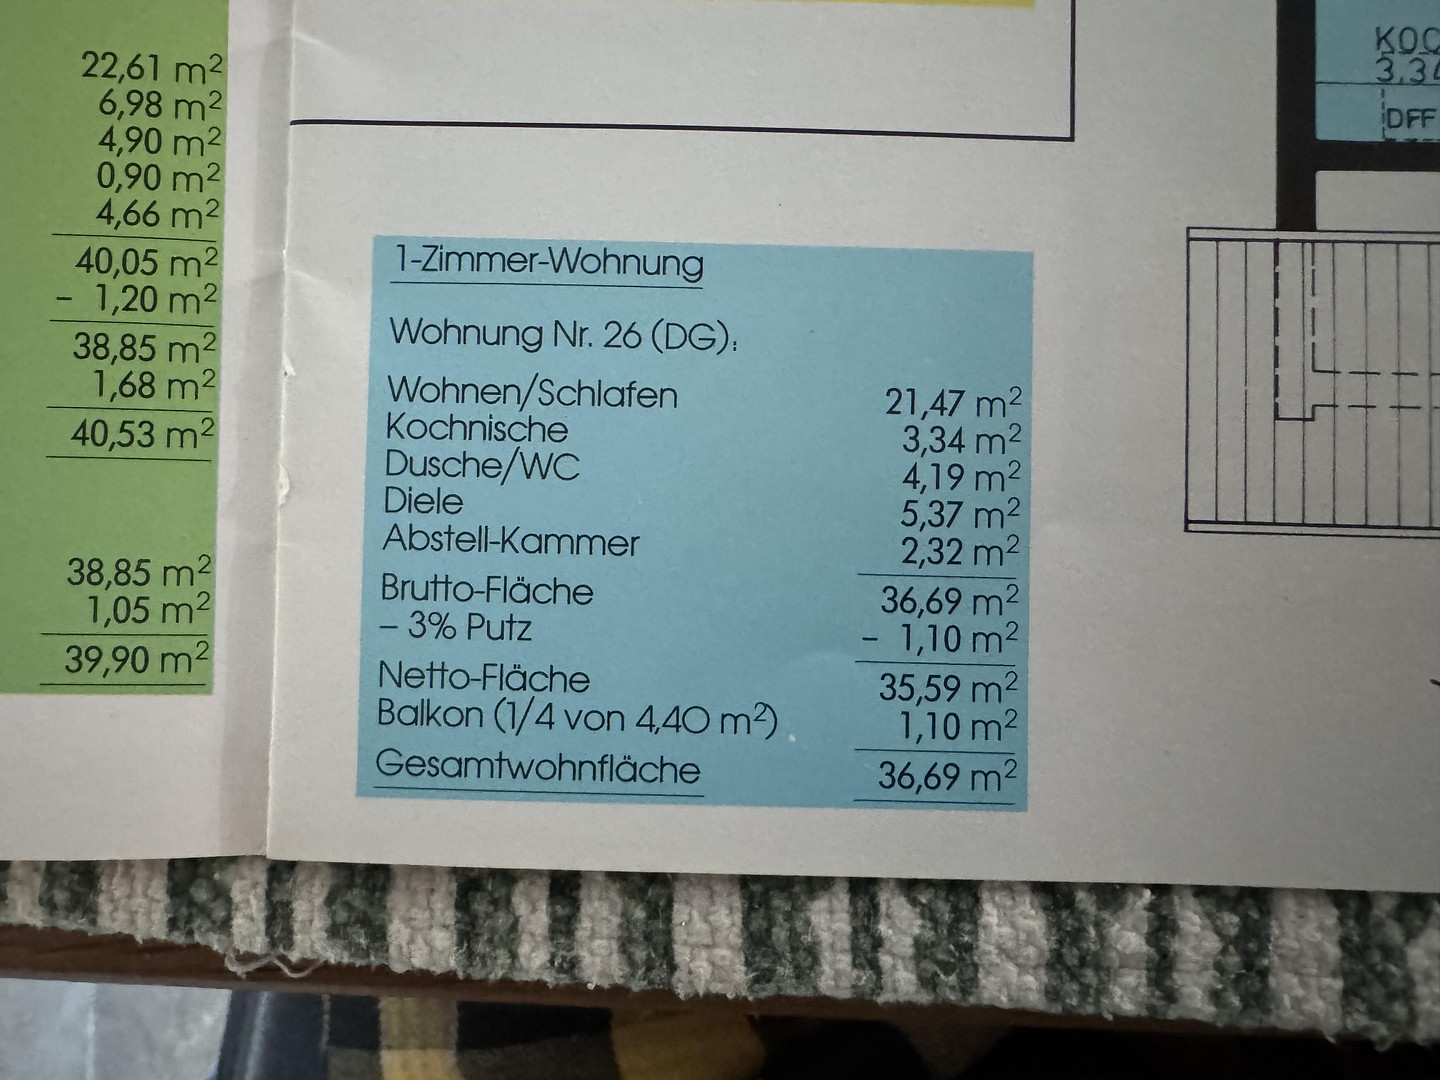 22,61 m²
6,98 m²
4,90 m²
0,90 m²
4,66 m²
40,05 m²
- 1,20 m²
38,85 m²
1,68 m²
40,53 m²
38,85 m²
1,05 m²
39,90 m²
1-Zimmer-Wohnung
Wohnung Nr. 26 (DG):
Wohnen/Schlafen 21,47 m²
Kochnische 3,34 m²
Dusche/WC 4,19 m²
Diele 5,37 m²
Abstell-Kammer 2,32 m²
Brutto-Fläche 36,69 m²
– 3% Putz – 1,10 m²
Netto-Fläche 35,59 m²
Balkon (1/4 von 4,40 m²) 1,10 m²
Gesamtwohnfläche 36,69 m²
KOC
3.34
DFF